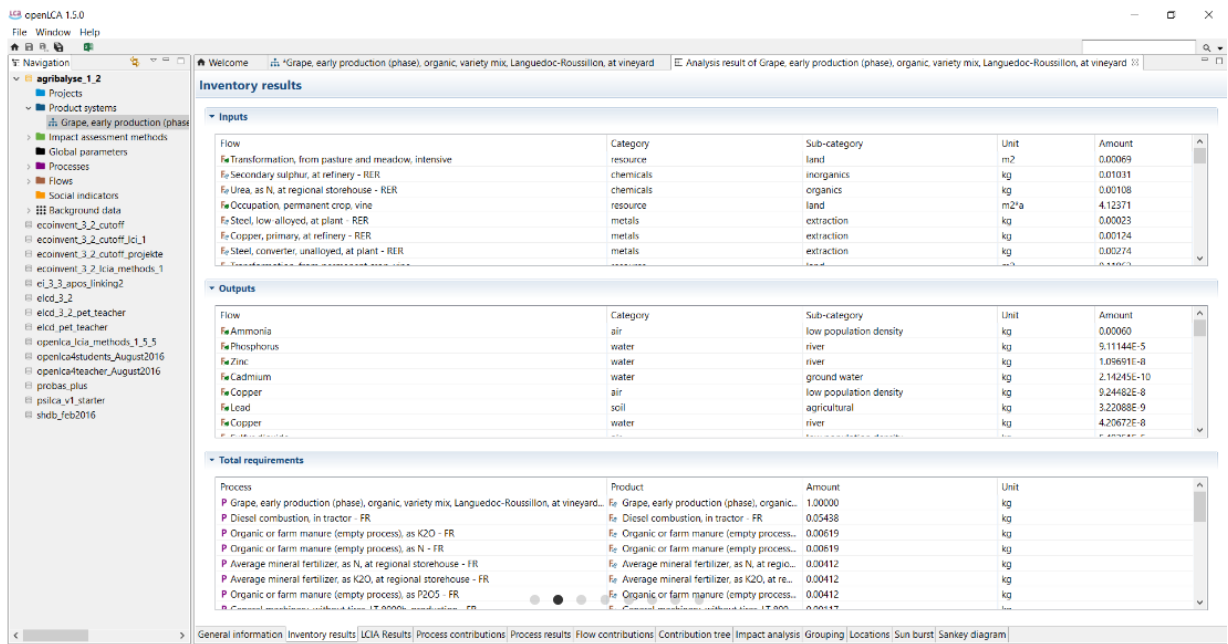 openLCA 1.5.0
File Window Help
Navigation
Welcome
*Grape, early production (phase), organic, variety mix, Languedoc-Roussillon, at vineyard
Analysis result of Grape, early production (phase), organic, variety mix, Languedoc-Roussillon, at vineyard
agribalyse_1_2
Projects
Product systems
Grape, early production (phase
Impact assessment methods
Global parameters
Processes
Flows
Social indicators
Background data
ecoinvent_3_2_cutoff
ecoinvent_3_2_cutoff_lci_1
ecoinvent_3_2_cutoff_projekte
ecoinvent_3_2_lcia_methods_1
ei_3_3_apos_linking2
elcd_3_2
elcd_3_2_pet_teacher
elcd_pet_teacher
openlca_lcia_methods_1_5_5
openlca4students_August2016
openlca4teacher_August2016
probas_plus
psilca_v1_starter
shdb_feb2016
Inventory results
Inputs
Flow Category Sub-category Unit Amount
Transformation, from pasture and meadow, intensive resource land m2 0.00069
Secondary sulphur, at refinery - RER chemicals inorganics kg 0.01031
Urea, as N, at regional storehouse - RER chemicals organics kg 0.00108
Occupation, permanent crop, vine resource land m2*a 4.12371
Steel, low-alloyed, at plant - RER metals extraction kg 0.00023
Copper, primary, at refinery - RER metals extraction kg 0.00124
Steel, converter, unalloyed, at plant - RER metals extraction kg 0.00274
Outputs
Flow Category Sub-category Unit Amount
Ammonia air low population density kg 0.00060
Phosphorus water river kg 9.11144E-5
Zinc water river kg 1.09691E-8
Cadmium water ground water kg 2.14245E-10
Copper air low population density kg 9.24482E-8
Lead soil agricultural kg 3.22088E-9
Copper water river kg 4.20672E-8
Total requirements
Process Product Amount Unit
P Grape, early production (phase), organic, variety mix, Languedoc-Roussillon, at vineyard... Grape, early production (phase), organic... 1.00000 kg
P Diesel combustion, in tractor - FR Diesel combustion, in tractor - FR 0.05438 kg
P Organic or farm manure (empty process), as K2O - FR Organic or farm manure (empty process... 0.00619 kg
P Organic or farm manure (empty process), as N - FR Organic or farm manure (empty process... 0.00619 kg
P Average mineral fertilizer, as N, at regional storehouse - FR Average mineral fertilizer, as N, at regio... 0.00412 kg
P Average mineral fertilizer, as K2O, at regional storehouse - FR Average mineral fertilizer, as K2O, at re... 0.00412 kg
P Organic or farm manure (empty process), as P2O5 - FR Organic or farm manure (empty process... 0.00412 kg
General information Inventory results LCIA Results Process contributions Process results Flow contributions Contribution tree Impact analysis Grouping Locations Sun burst Sankey diagram